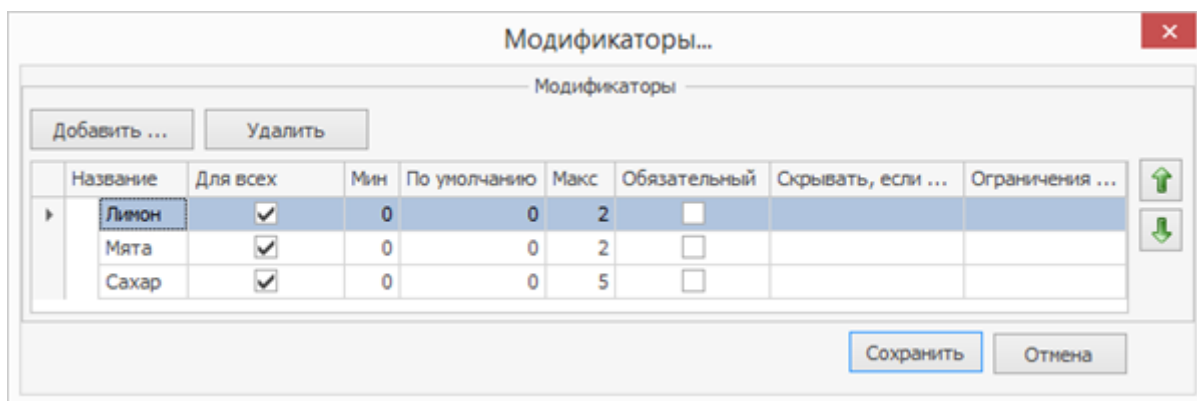 Модификаторы...
Модификаторы
Добавить ... Удалить
Название Для всех Мин По умолчанию Макс Обязательный Скрывать, если ... Ограничения ...
Лимон 0 0 2
Мята 0 0 2
Сахар 0 0 5
Сохранить Отмена